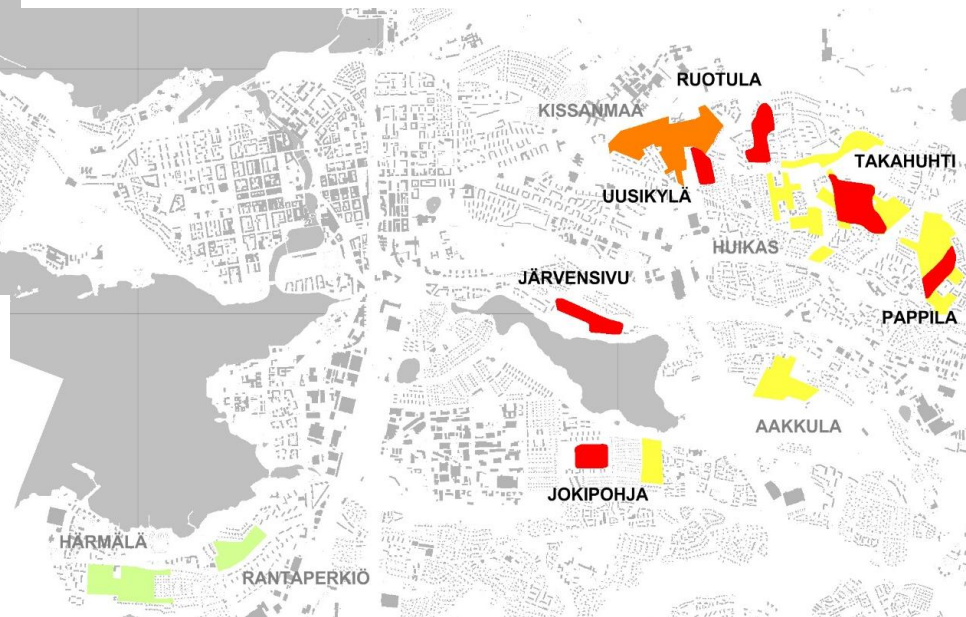 RUOTULA
KISSANMAA
TAKAHUHTI
UUSIKYLÄ
HUIKAS
JÄRVENSIVU
PAPPILA
AAKKULA
JOKIPOHJA
HÄRMÄLÄ
RANTAPERKIÖ